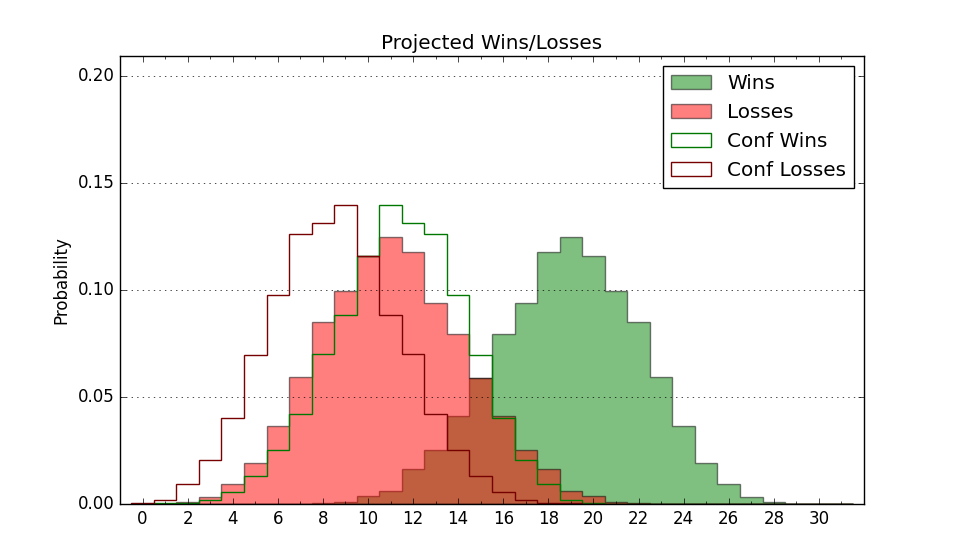 Projected Wins/Losses
0.20
0.15
0.10
0.05
0.00
Probability
Wins
Losses
Conf Wins
Conf Losses
0 2 4 6 8 10 12 14 16 18 20 22 24 26 28 30